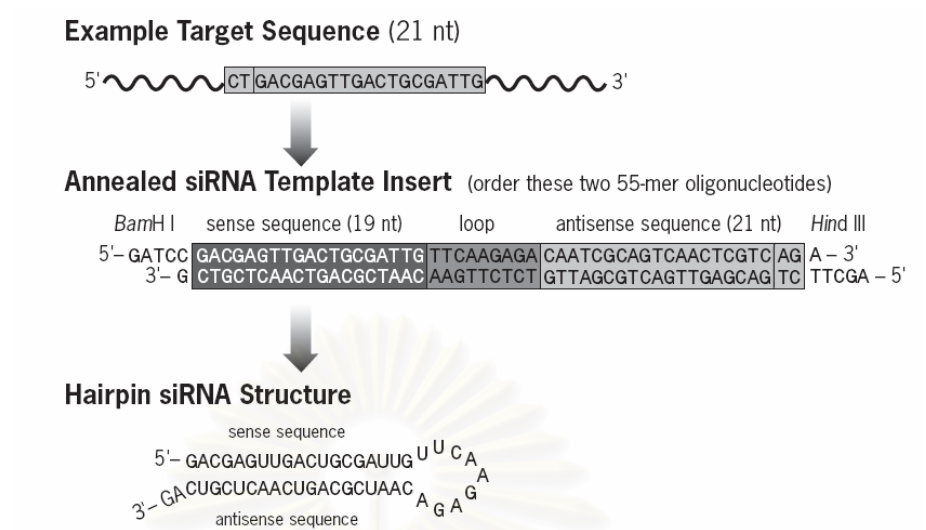 Example Target Sequence (21 nt)
5' CT GACGAGTTGACTGCGATTG 3'
Annealed siRNA Template Insert (order these two 55-mer oligonucleotides)
BamH I sense sequence (19 nt) loop antisense sequence (21 nt) Hind III
5'– GATCC GACGAGTTGACTGCGATTG TTCAAGAGA CAATCGCAGTCAACTCGTC AG A – 3'
3'– G CTGCTCAACTGACGCTAAC AAGTTCTCT GTTAGCGTCAGTTGAGCAG TC TTCGA – 5'
Hairpin siRNA Structure
sense sequence
5'– GACGAGUUGACUGCGAUUG U U C A A G A G A
3'– GACUGCUCAACUGACGCUAAC
antisense sequence